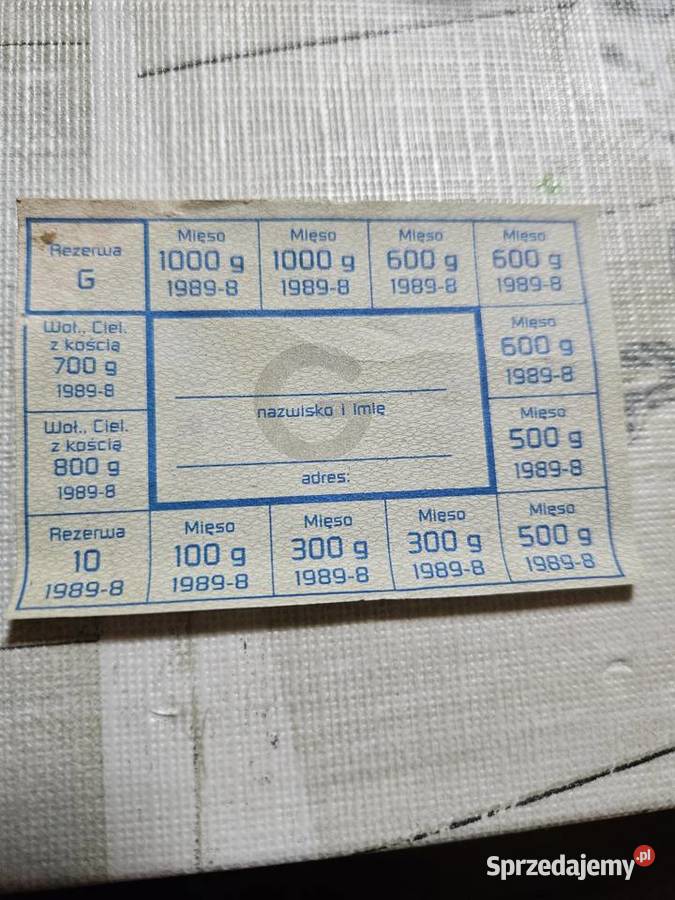 Rezerwa
G
Mięso
1000 g
1989-8
Mięso
1000 g
1989-8
Mięso
600 g
1989-8
Mięso
600 g
1989-8
Woł., Ciel.
z kością
700 g
1989-8
Mięso
600 g
1989-8
C
nazwisko i imię
adres:
Woł., Ciel.
z kością
800 g
1989-8
Mięso
500 g
1989-8
Rezerwa
10
1989-8
Mięso
100 g
1989-8
Mięso
300 g
1989-8
Mięso
300 g
1989-8
Mięso
500 g
1989-8
Sprzedajemy.pl